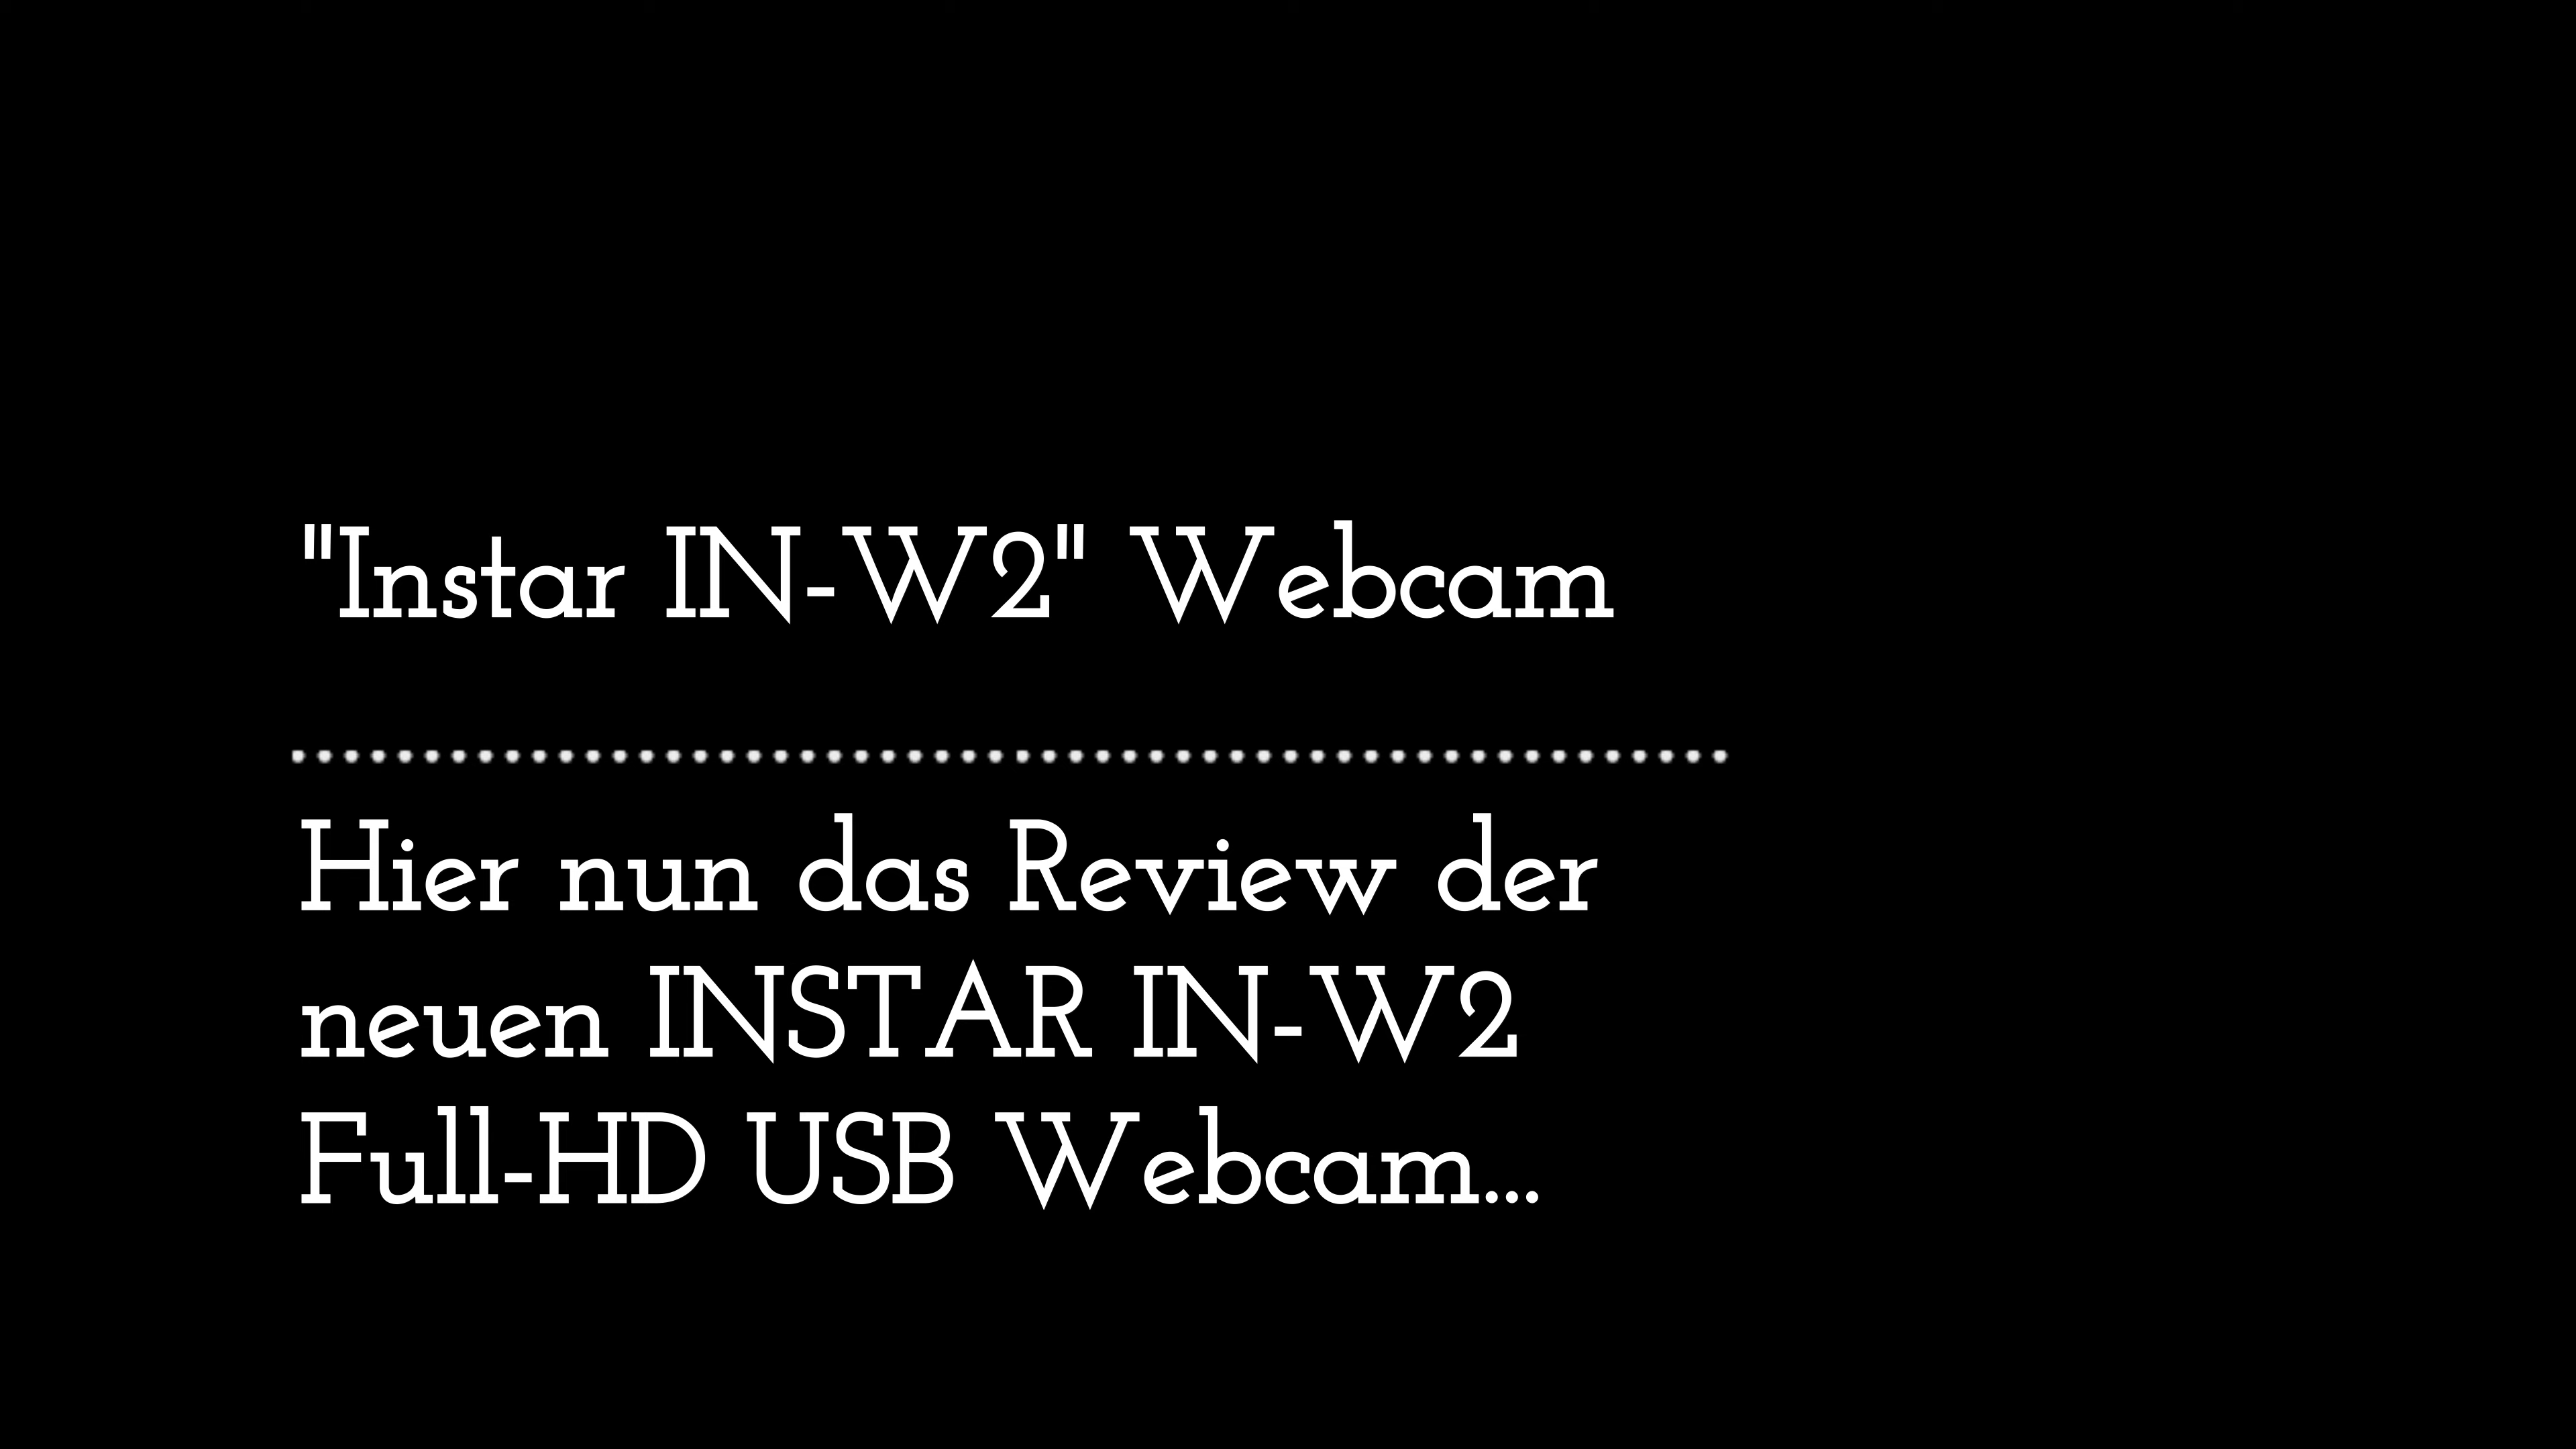 "Instar IN-W2" Webcam
Hier nun das Review der
neuen INSTAR IN-W2
Full-HD USB Webcam...